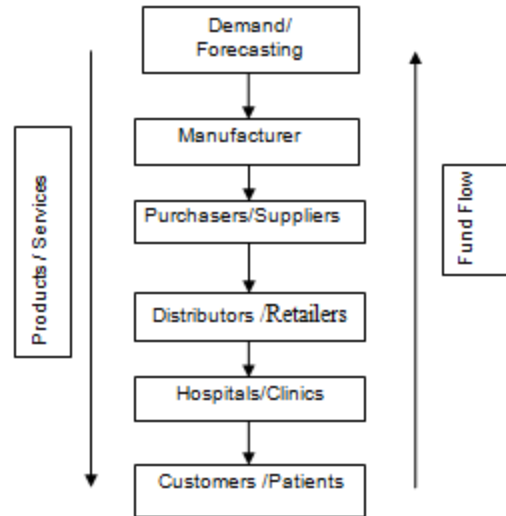 Demand/
Forecasting
Manufacturer
Purchasers/Suppliers
Distributors /Retailers
Hospitals/Clinics
Customers /Patients
Products / Services
Fund Flow